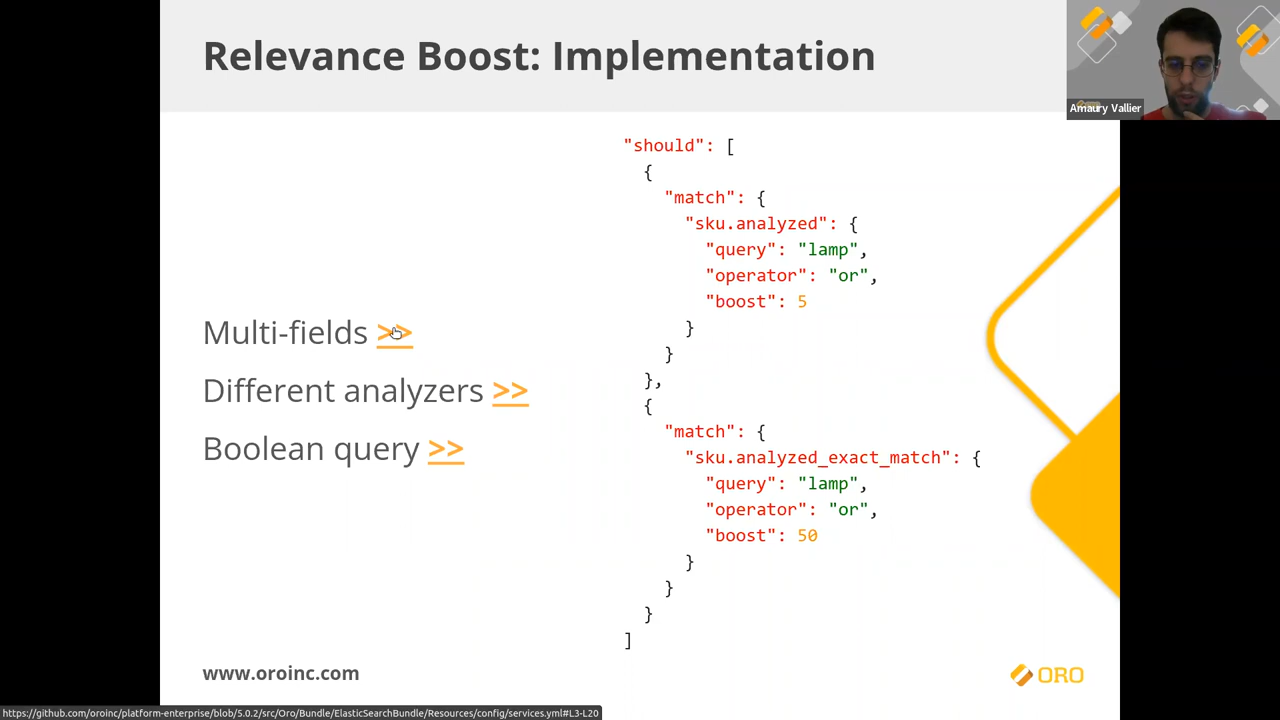 Relevance Boost: Implementation
Amaury Vallier
"should": [
{
"match": {
"sku.analyzed": {
"query": "lamp",
"operator": "or",
"boost": 5
}
}
},
{
"match": {
"sku.analyzed_exact_match": {
"query": "lamp",
"operator": "or",
"boost": 50
}
}
}
]
Multi-fields >>
Different analyzers >>
Boolean query >>
www.oroinc.com
ORO
https://github.com/oroinc/platform-enterprise/blob/5.0.2/src/Oro/Bundle/ElasticSearchBundle/Resources/config/services.yml#L3-L20